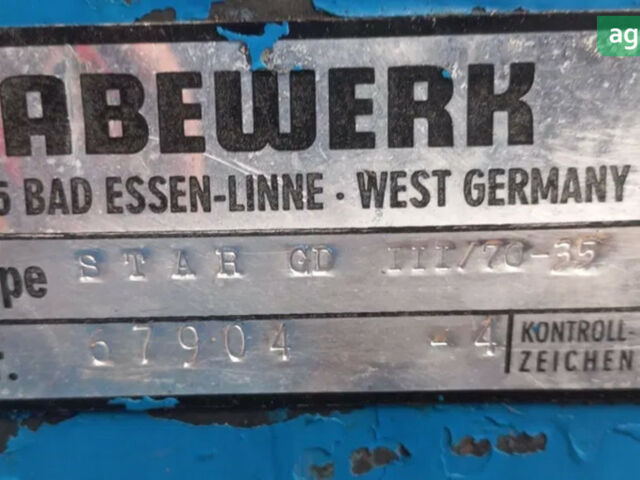 ag
ABEWERK
5 BAD ESSEN-LINNE · WEST GERMANY
pe STAR GD III/70-35
r. 67904 -4 KONTROLL-
ZEICHEN